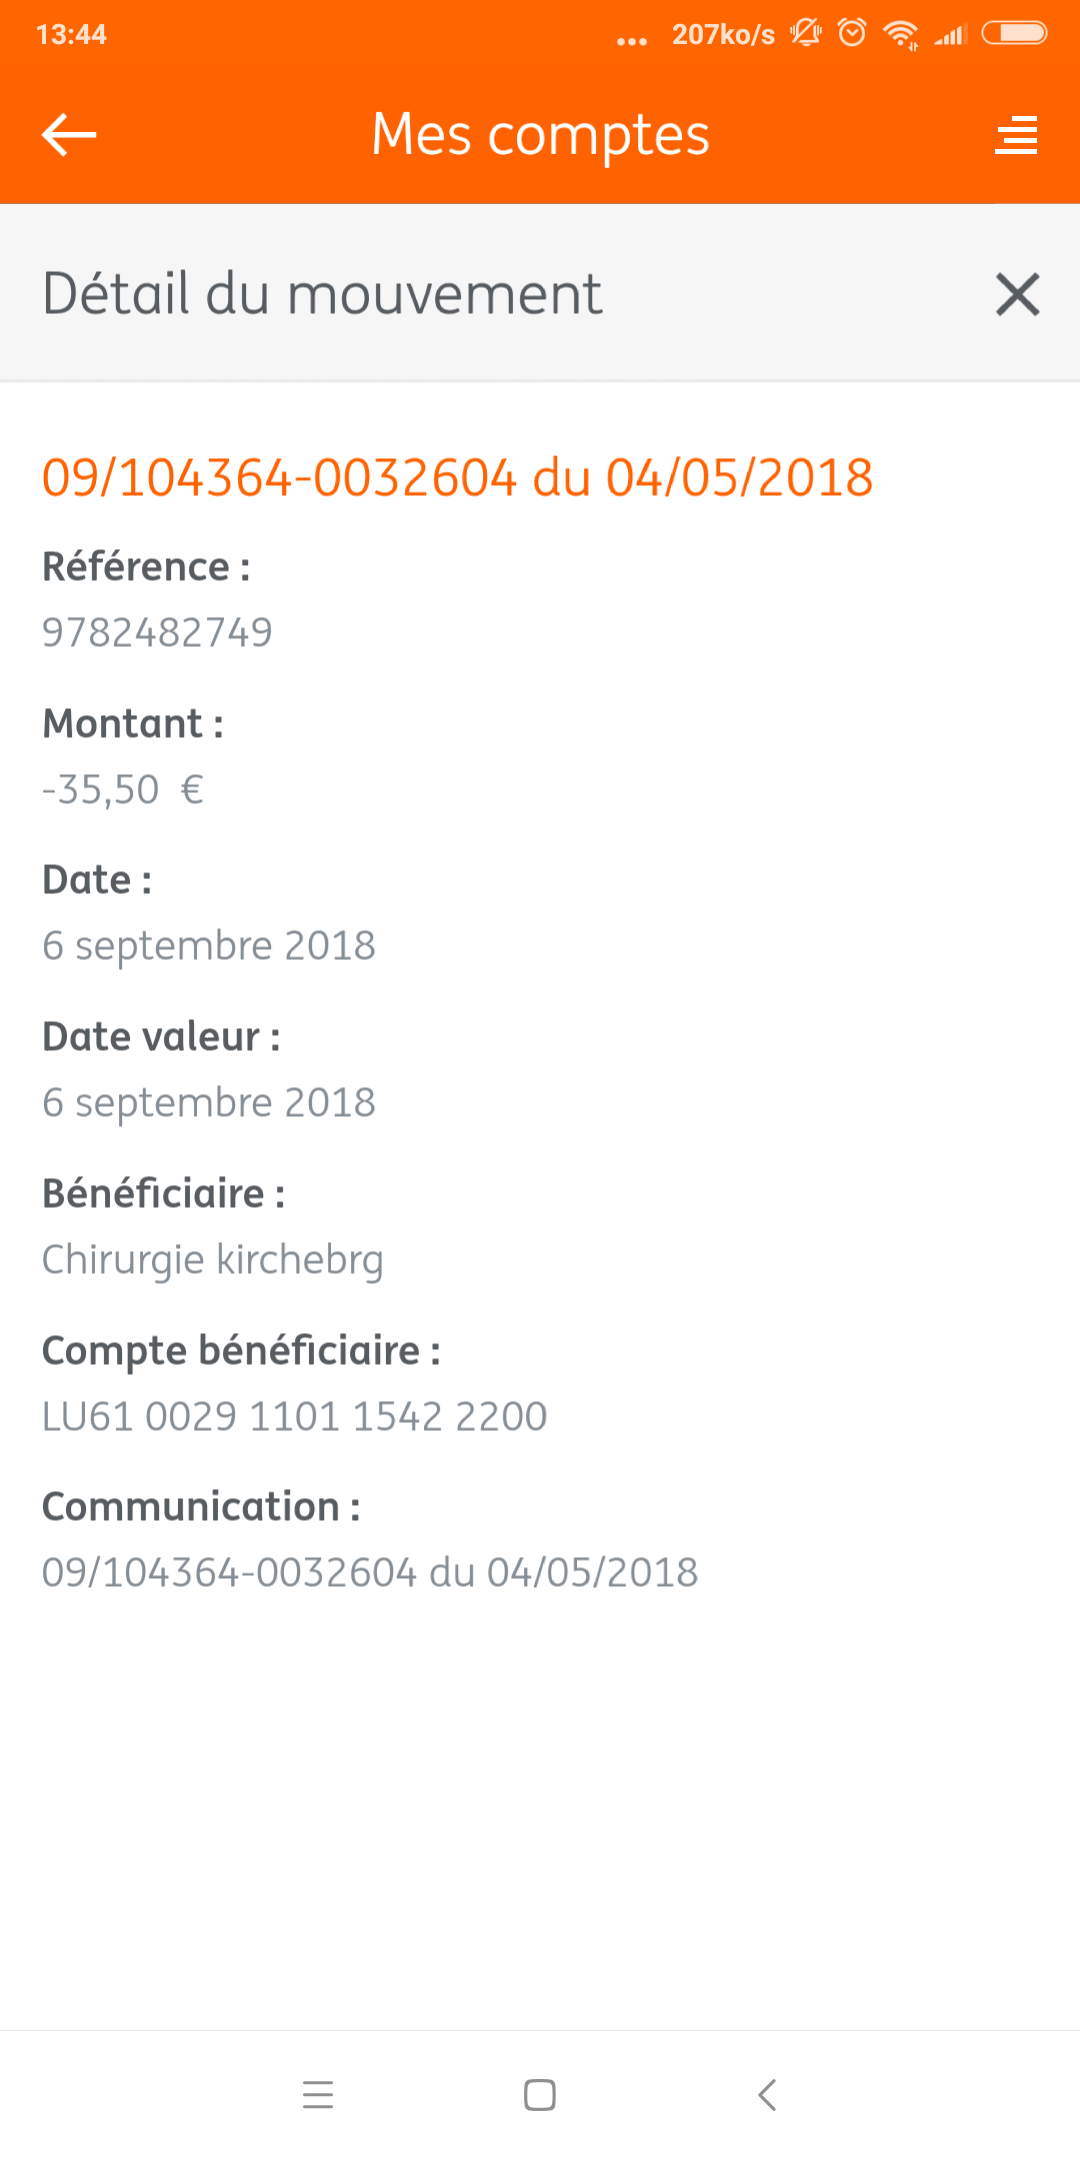 13:44
... 207ko/s
Mes comptes
Détail du mouvement
09/104364-0032604 du 04/05/2018
Référence :
9782482749
Montant :
-35,50 €
Date :
6 septembre 2018
Date valeur :
6 septembre 2018
Bénéficiaire :
Chirurgie kirchebrg
Compte bénéficiaire :
LU61 0029 1101 1542 2200
Communication :
09/104364-0032604 du 04/05/2018